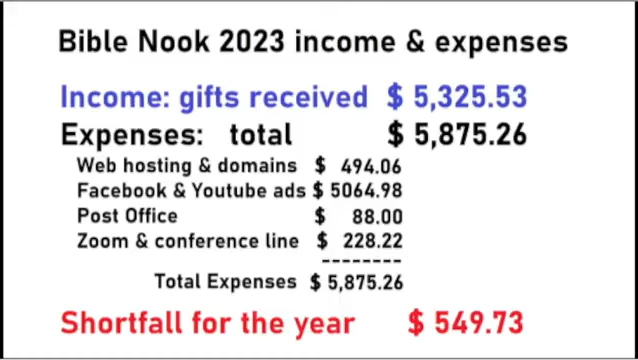 Bible Nook 2023 income & expenses
Income: gifts received $ 5,325.53
Expenses: total $ 5,875.26
Web hosting & domains $ 494.06
Facebook & Youtube ads $ 5064.98
Post Office $ 88.00
Zoom & conference line $ 228.22
--------
Total Expenses $ 5,875.26
Shortfall for the year $ 549.73